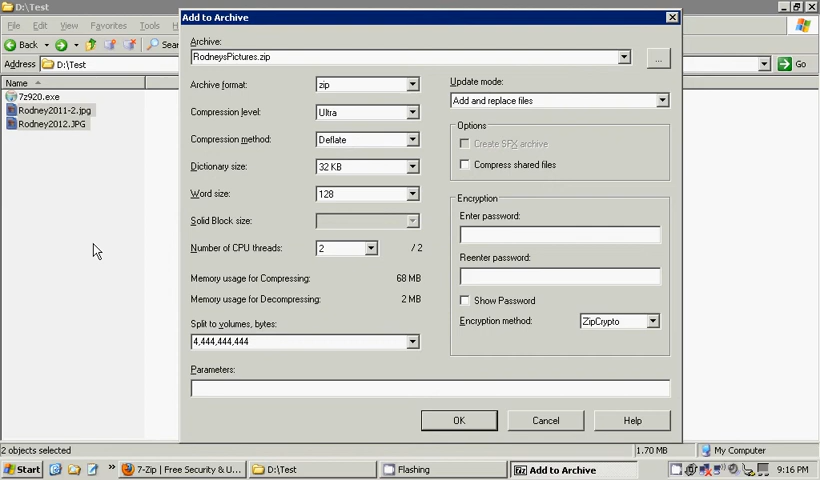 D:\Test
File Edit View Favorites Tools
Back
Address D:\Test
Go
Name
7z920.exe
Rodney2011-2.jpg
Rodney2012.JPG
Add to Archive
Archive:
RodneysPictures.zip
...
Archive format: zip
Compression level: Ultra
Compression method: Deflate
Dictionary size: 32 KB
Word size: 128
Solid Block size:
Number of CPU threads: 2 / 2
Memory usage for Compressing: 68 MB
Memory usage for Decompressing: 2 MB
Split to volumes, bytes:
4,444,444,444
Parameters:
Update mode:
Add and replace files
Options
Create SFX archive
Compress shared files
Encryption
Enter password:
Reenter password:
Show Password
Encryption method: ZipCrypto
OK Cancel Help
2 objects selected 1.70 MB My Computer
Start 7-Zip | Free Security & U... D:\Test Flashing Add to Archive 9:16 PM